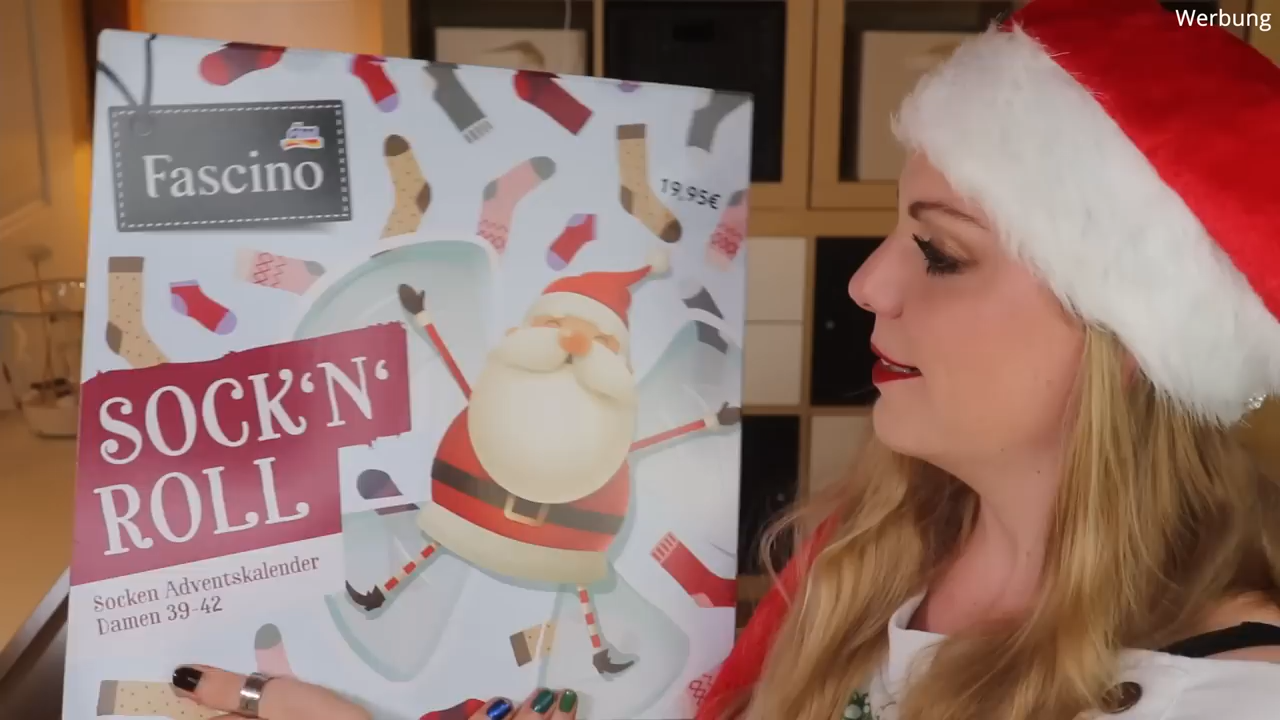 Werbung
Fascino
19,95€
SOCK‘N‘
ROLL
Socken Adventskalender
Damen 39-42